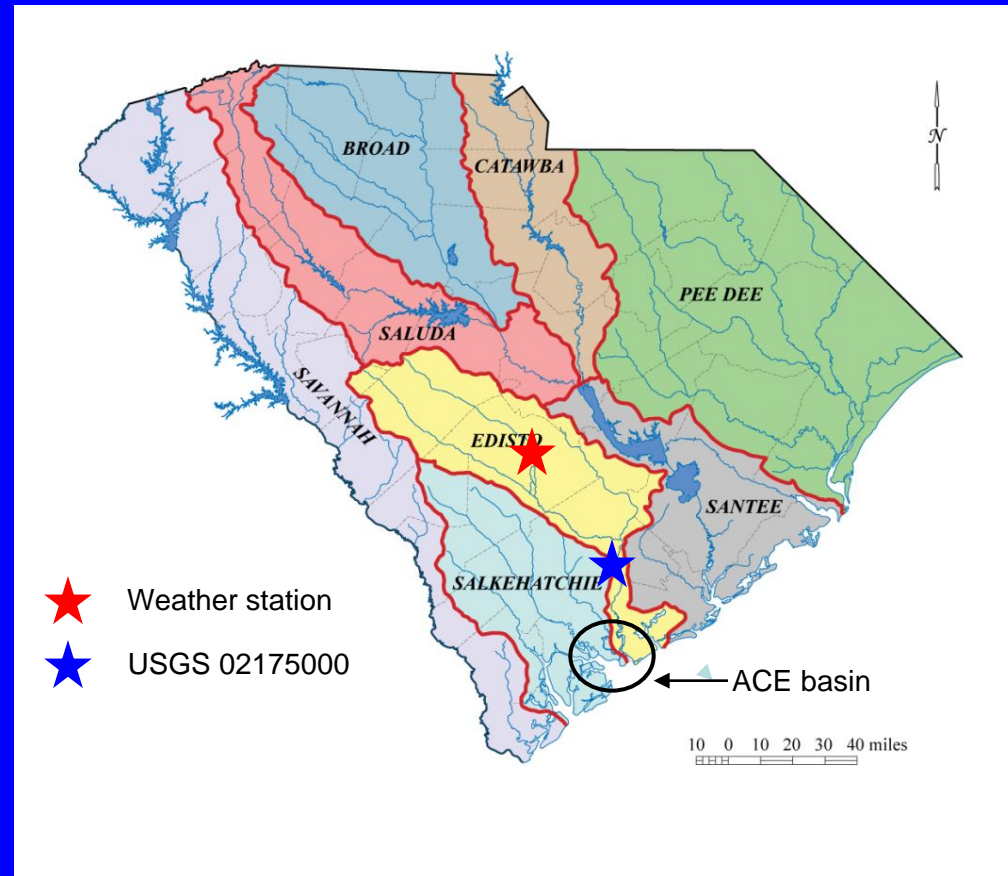 BROAD
CATAWBA
N
PEE DEE
SALUDA
SAVANNAH
EDISTO
SANTEE
SALKEHATCHIE
Weather station
USGS 02175000
ACE basin
10 0 10 20 30 40 miles